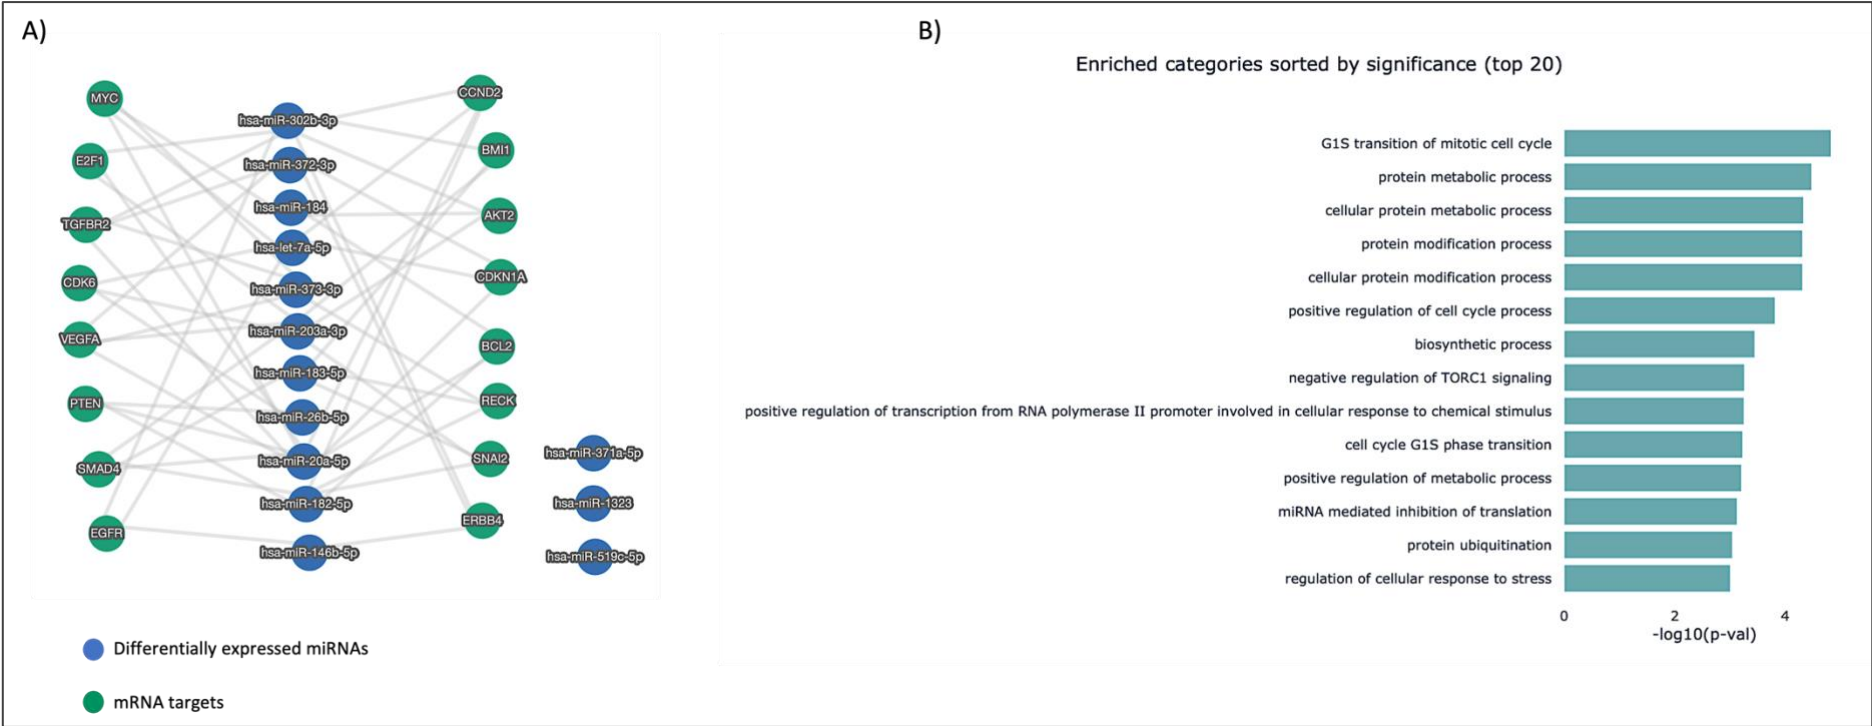 A)
MYC
E2F1
TGFBR2
CDK6
VEGFA
PTEN
SMAD4
EGFR
hsa-miR-302b-3p
hsa-miR-372-3p
hsa-miR-184
hsa-let-7a-5p
hsa-miR-373-3p
hsa-miR-203a-3p
hsa-miR-183-5p
hsa-miR-26b-5p
hsa-miR-20a-5p
hsa-miR-182-5p
hsa-miR-146b-5p
CCND2
BMI1
AKT2
CDKN1A
BCL2
RECK
SNAI2
ERBB4
hsa-miR-371a-5p
hsa-miR-1323
hsa-miR-519c-5p
Differentially expressed miRNAs
mRNA targets
B)
Enriched categories sorted by significance (top 20)
G1S transition of mitotic cell cycle
protein metabolic process
cellular protein metabolic process
protein modification process
cellular protein modification process
positive regulation of cell cycle process
biosynthetic process
negative regulation of TORC1 signaling
positive regulation of transcription from RNA polymerase II promoter involved in cellular response to chemical stimulus
cell cycle G1S phase transition
positive regulation of metabolic process
miRNA mediated inhibition of translation
protein ubiquitination
regulation of cellular response to stress
0 2 4
-log10(p-val)